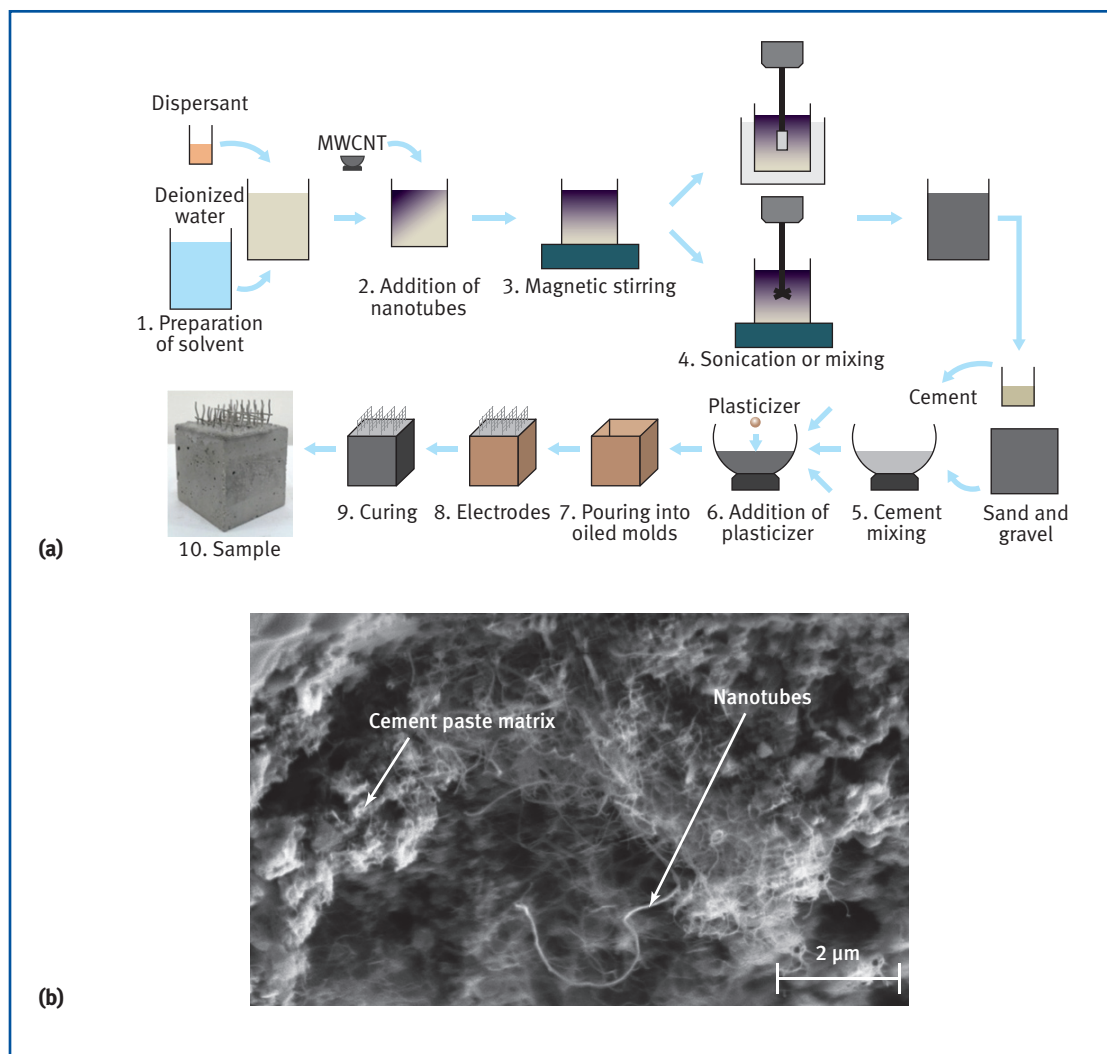 Dispersant
MWCNT
Deionized
water
1. Preparation
of solvent
2. Addition of
nanotubes
3. Magnetic stirring
4. Sonication or mixing
Cement
Sand and
gravel
5. Cement
mixing
Plasticizer
6. Addition of
plasticizer
7. Pouring into
oiled molds
8. Electrodes
9. Curing
10. Sample
(a)
Cement paste matrix
Nanotubes
2 µm
(b)